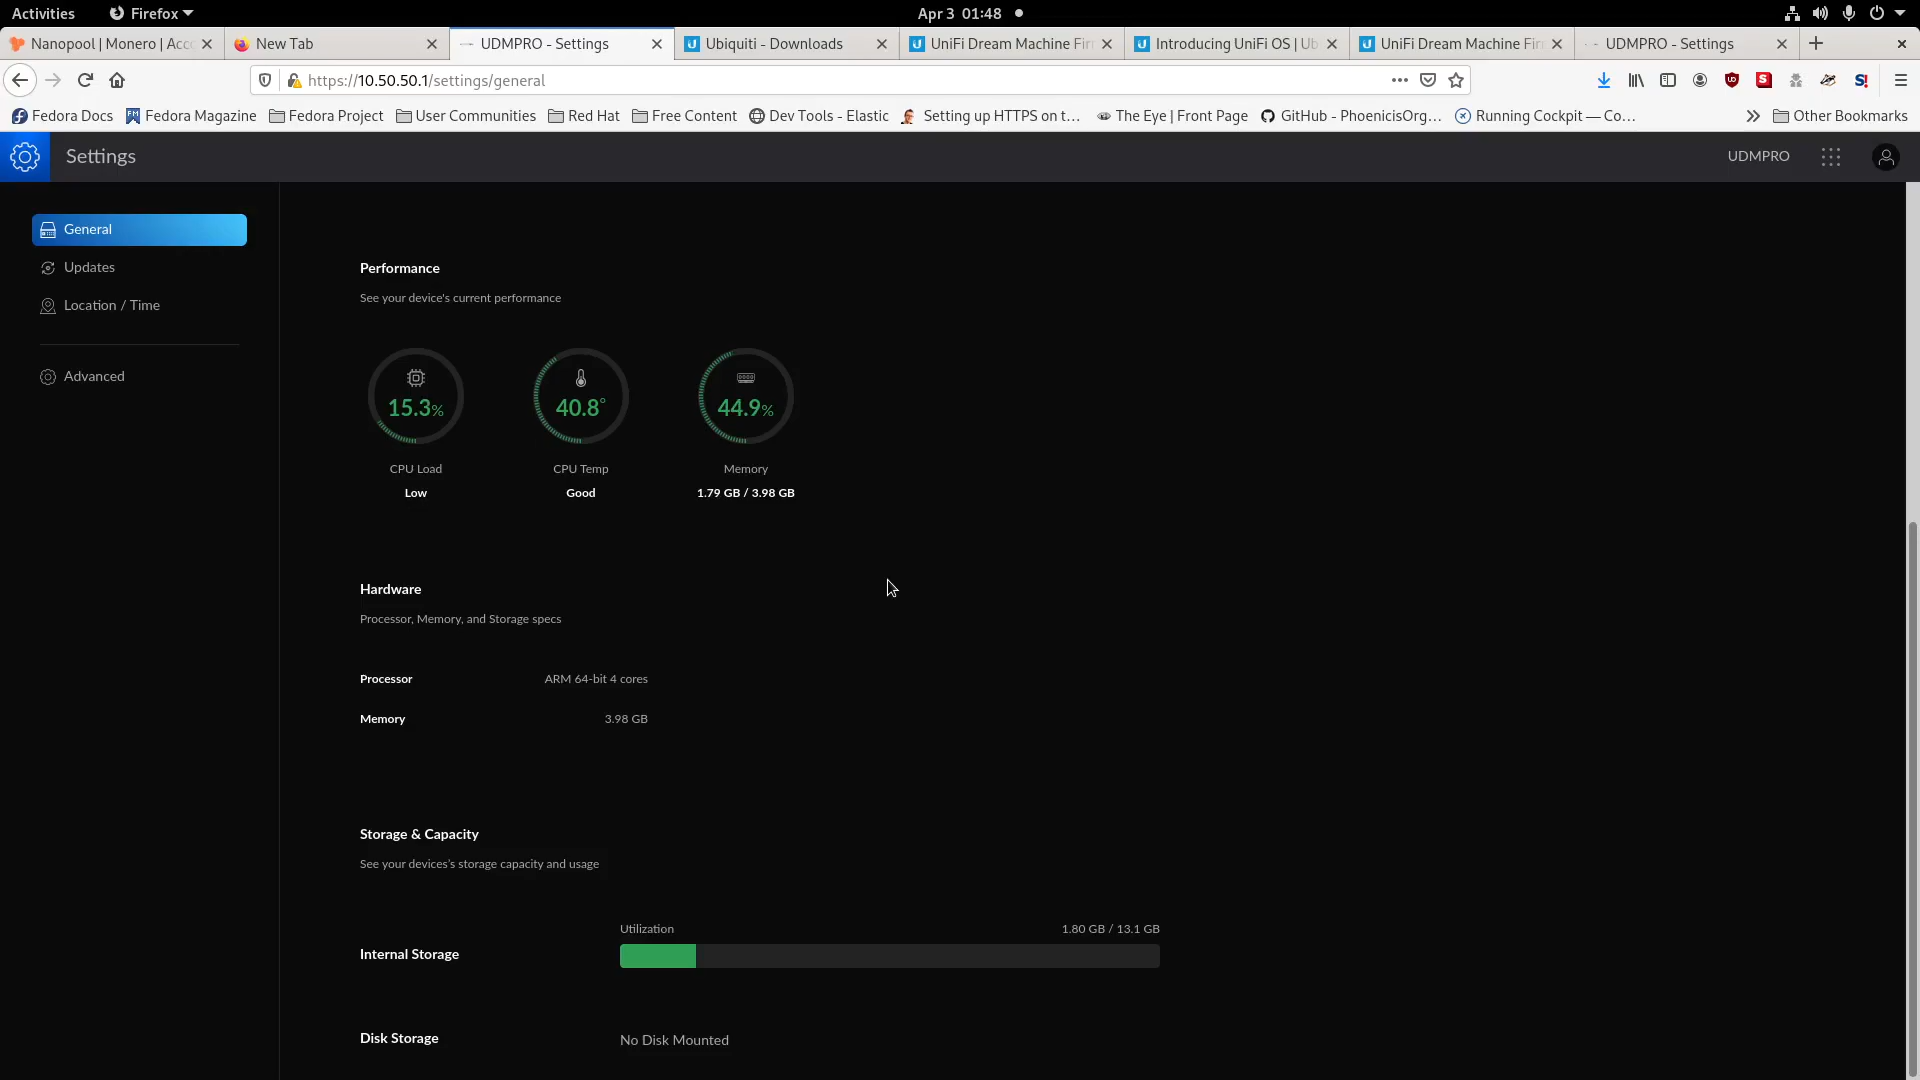 Activities Firefox Apr 3 01:48
Nanopool | Monero | Acc New Tab UDMPRO - Settings Ubiquiti - Downloads UniFi Dream Machine Fir Introducing UniFi OS | Ub UniFi Dream Machine Fir UDMPRO - Settings
https://10.50.50.1/settings/general
Fedora Docs Fedora Magazine Fedora Project User Communities Red Hat Free Content Dev Tools - Elastic Setting up HTTPS on t... The Eye | Front Page GitHub - PhoenicisOrg... Running Cockpit — Co... Other Bookmarks
Settings UDMPRO
General
Updates
Location / Time
Advanced
Performance
See your device's current performance
15.3% 40.8° 44.9%
CPU Load CPU Temp Memory
Low Good 1.79 GB / 3.98 GB
Hardware
Processor, Memory, and Storage specs
Processor ARM 64-bit 4 cores
Memory 3.98 GB
Storage & Capacity
See your devices's storage capacity and usage
Utilization 1.80 GB / 13.1 GB
Internal Storage
Disk Storage No Disk Mounted